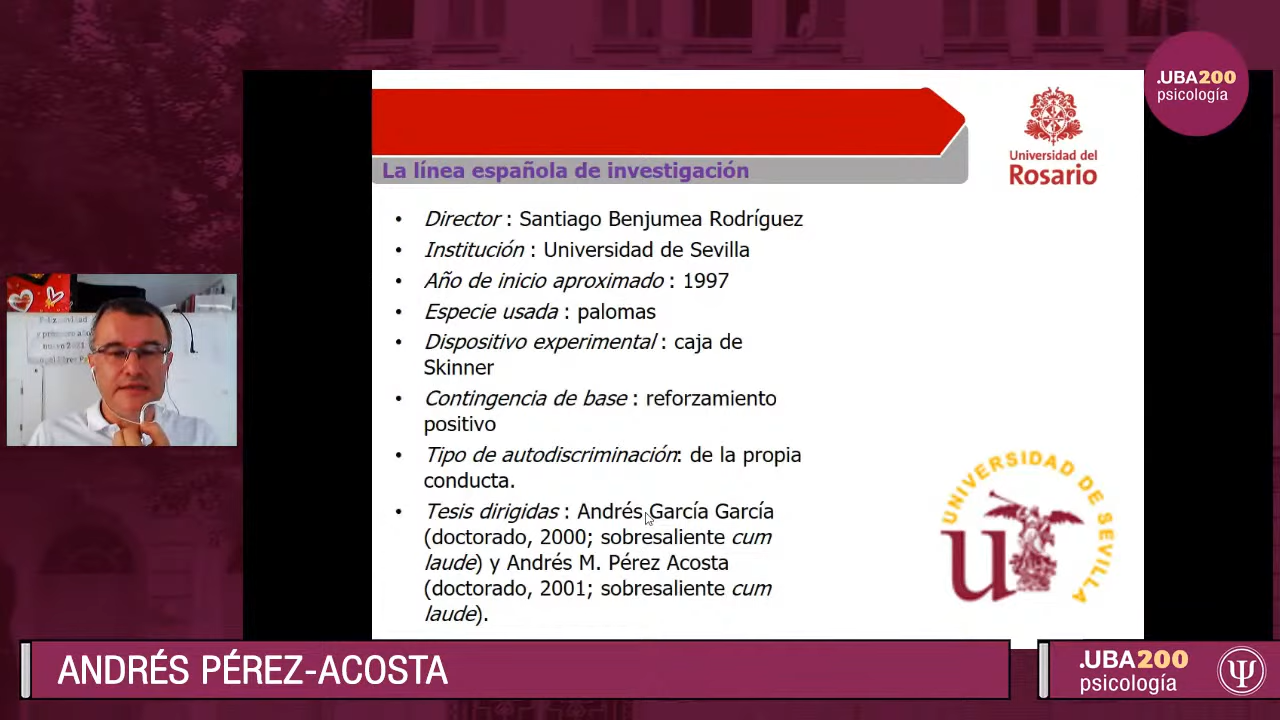 .UBA200
psicología
Universidad del
Rosario
La línea española de investigación
• Director : Santiago Benjumea Rodríguez
• Institución : Universidad de Sevilla
• Año de inicio aproximado : 1997
• Especie usada : palomas
• Dispositivo experimental : caja de
Skinner
• Contingencia de base : reforzamiento
positivo
• Tipo de autodiscriminación: de la propia
conducta.
• Tesis dirigidas : Andrés García García
(doctorado, 2000; sobresaliente cum
laude) y Andrés M. Pérez Acosta
(doctorado, 2001; sobresaliente cum
laude).
UNIVERSIDAD DE SEVILLA
ANDRÉS PÉREZ-ACOSTA
.UBA200
psicología